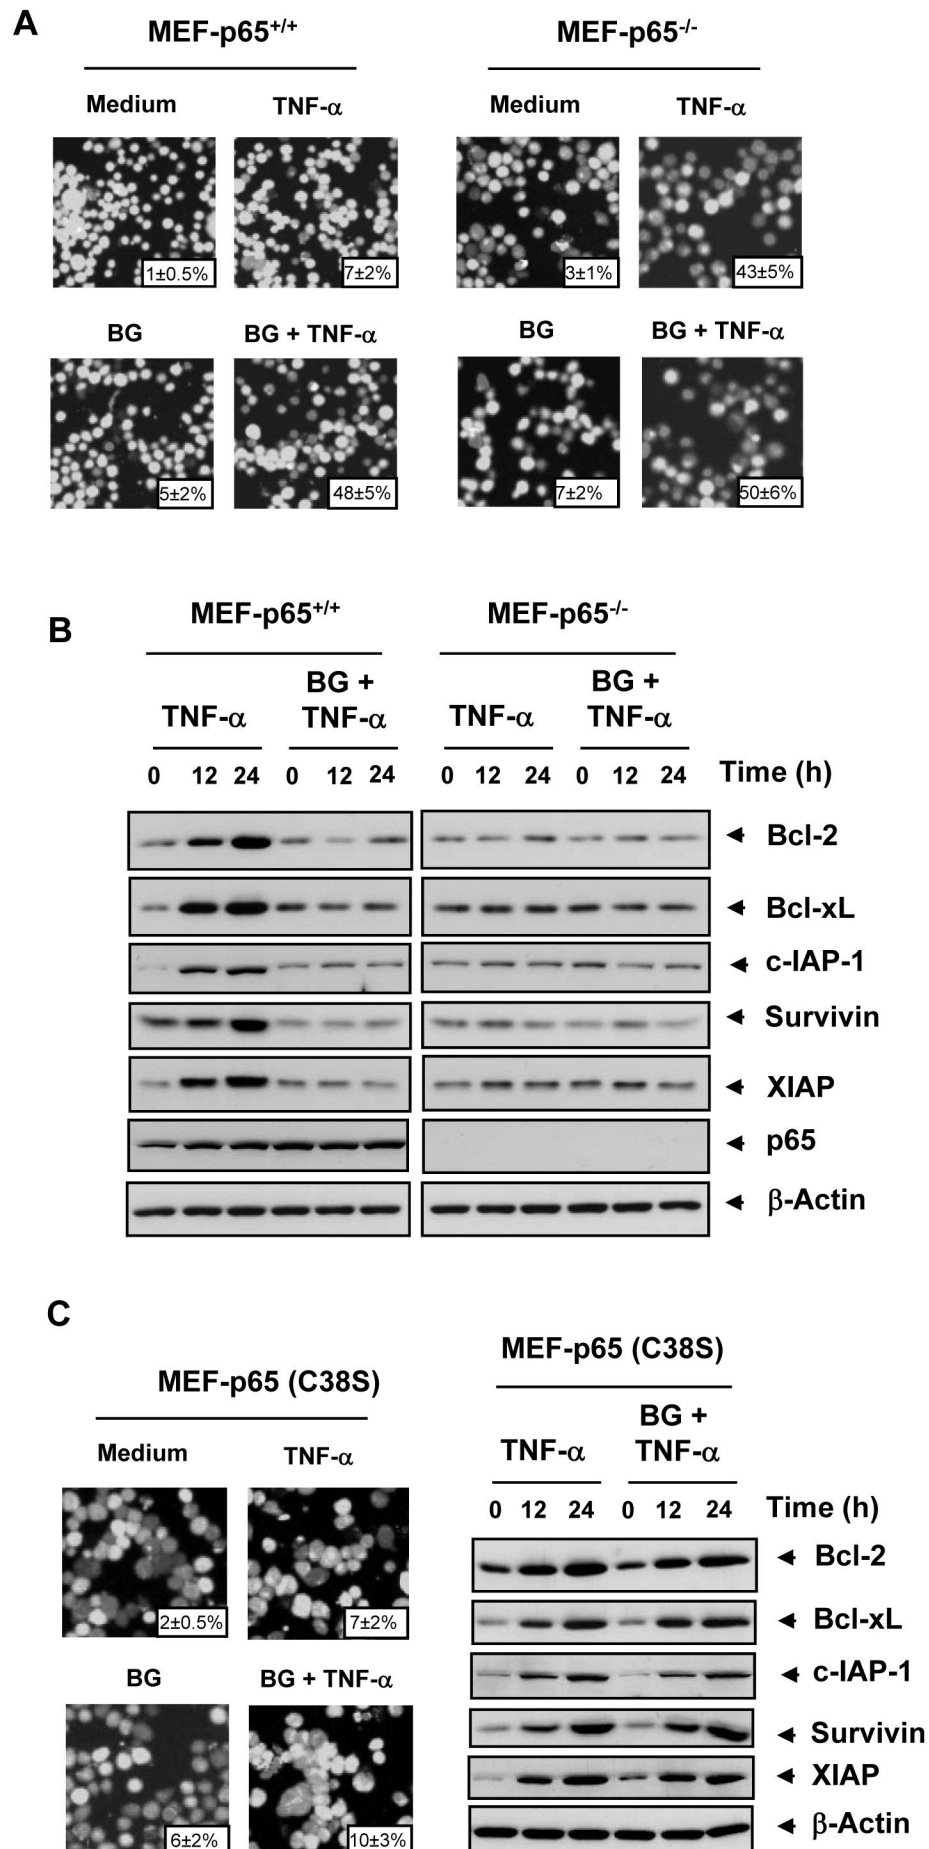 A
MEF-p65+/+
MEF-p65-/-
Medium
TNF-α
Medium
TNF-α
1±0.5%
7±2%
3±1%
43±5%
BG
BG + TNF-α
BG
BG + TNF-α
5±2%
48±5%
7±2%
50±6%
B
MEF-p65+/+
MEF-p65-/-
TNF-α
BG +
TNF-α
TNF-α
BG +
TNF-α
0 12 24 0 12 24
0 12 24 0 12 24
Time (h)
Bcl-2
Bcl-xL
c-IAP-1
Survivin
XIAP
p65
β-Actin
C
MEF-p65 (C38S)
Medium
TNF-α
2±0.5%
7±2%
BG
BG + TNF-α
6±2%
10±3%
MEF-p65 (C38S)
TNF-α
BG +
TNF-α
0 12 24 0 12 24
Time (h)
Bcl-2
Bcl-xL
c-IAP-1
Survivin
XIAP
β-Actin